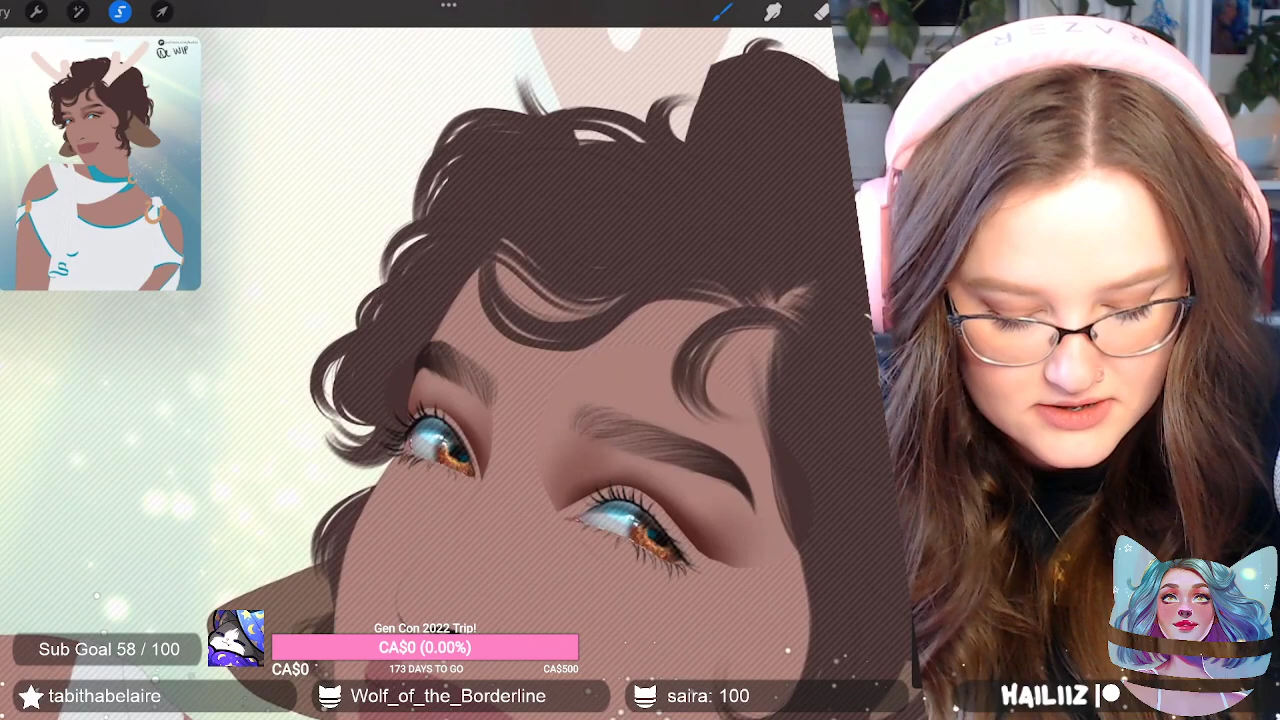 ry
WIP
RAZER
Gen Con 2022 Trip!
Sub Goal 58 / 100
CA$0 (0.00%)
CA$0
173 DAYS TO GO
CA$500
tabithabelaire
Wolf_of_the_Borderline
saira: 100
HAILIIZ